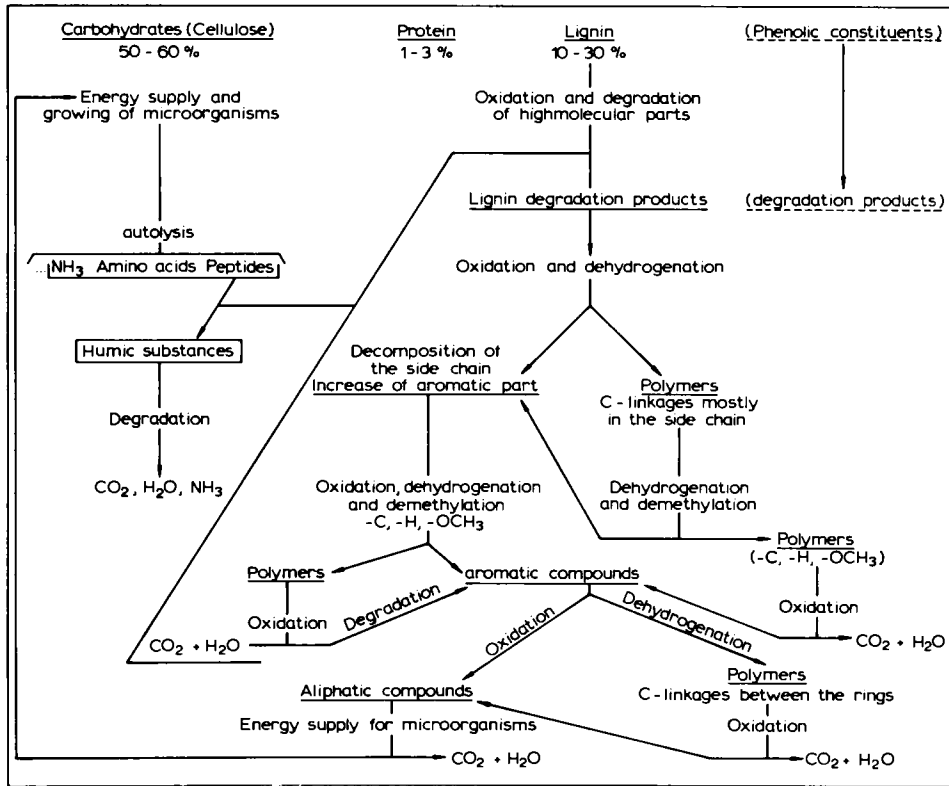 Carbohydrates (Cellulose)
50 - 60 %
Protein
1 - 3 %
Lignin
10 - 30 %
(Phenolic constituents)
Energy supply and
growing of microorganisms
Oxidation and degradation
of highmolecular parts
Lignin degradation products
(degradation products)
autolysis
...NH3 Amino acids Peptides
Oxidation and dehydrogenation
Humic substances
Decomposition of
the side chain
Increase of aromatic part
Polymers
C - linkages mostly
in the side chain
Degradation
CO2, H2O, NH3
Oxidation, dehydrogenation
and demethylation
-C, -H, -OCH3
Dehydrogenation
and demethylation
Polymers
(-C, -H, -OCH3)
Polymers
aromatic compounds
Oxidation
Degradation
Oxidation
Dehydrogenation
Oxidation
CO2 + H2O
CO2 + H2O
Aliphatic compounds
Polymers
C-linkages between the rings
Energy supply for microorganisms
Oxidation
CO2 + H2O
CO2 + H2O